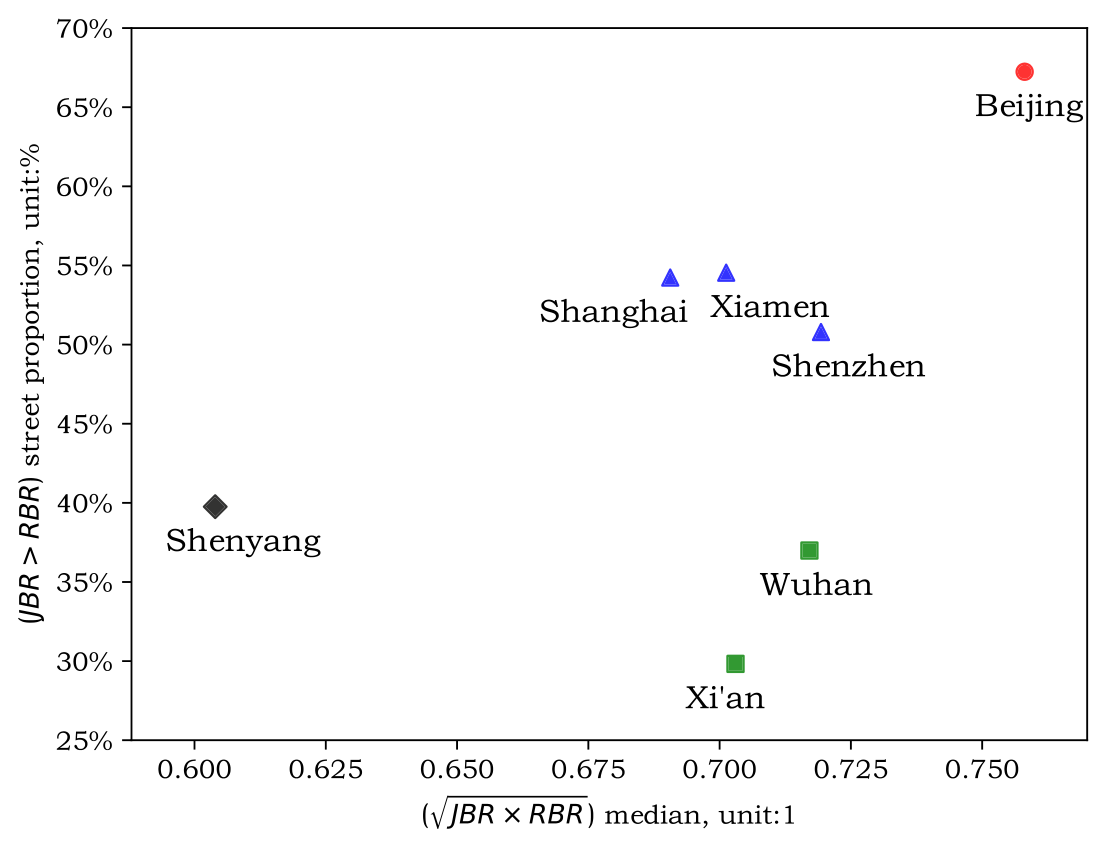 70%
65%
60%
55%
50%
45%
40%
35%
30%
25%
(JBR > RBR) street proportion, unit:%
Beijing
Shanghai
Xiamen
Shenzhen
Shenyang
Wuhan
Xi'an
0.600 0.625 0.650 0.675 0.700 0.725 0.750
(√JBR × RBR) median, unit:1